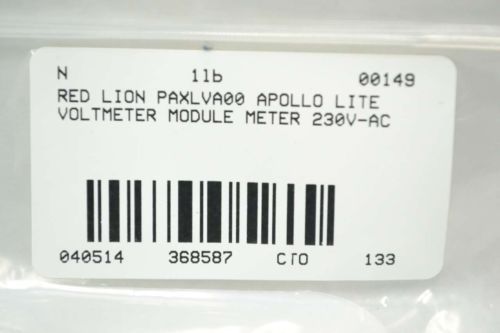 N 1lb 00149
RED LION PAXLVA00 APOLLO LITE
VOLTMETER MODULE METER 230V-AC
040514 368587 CTO 133